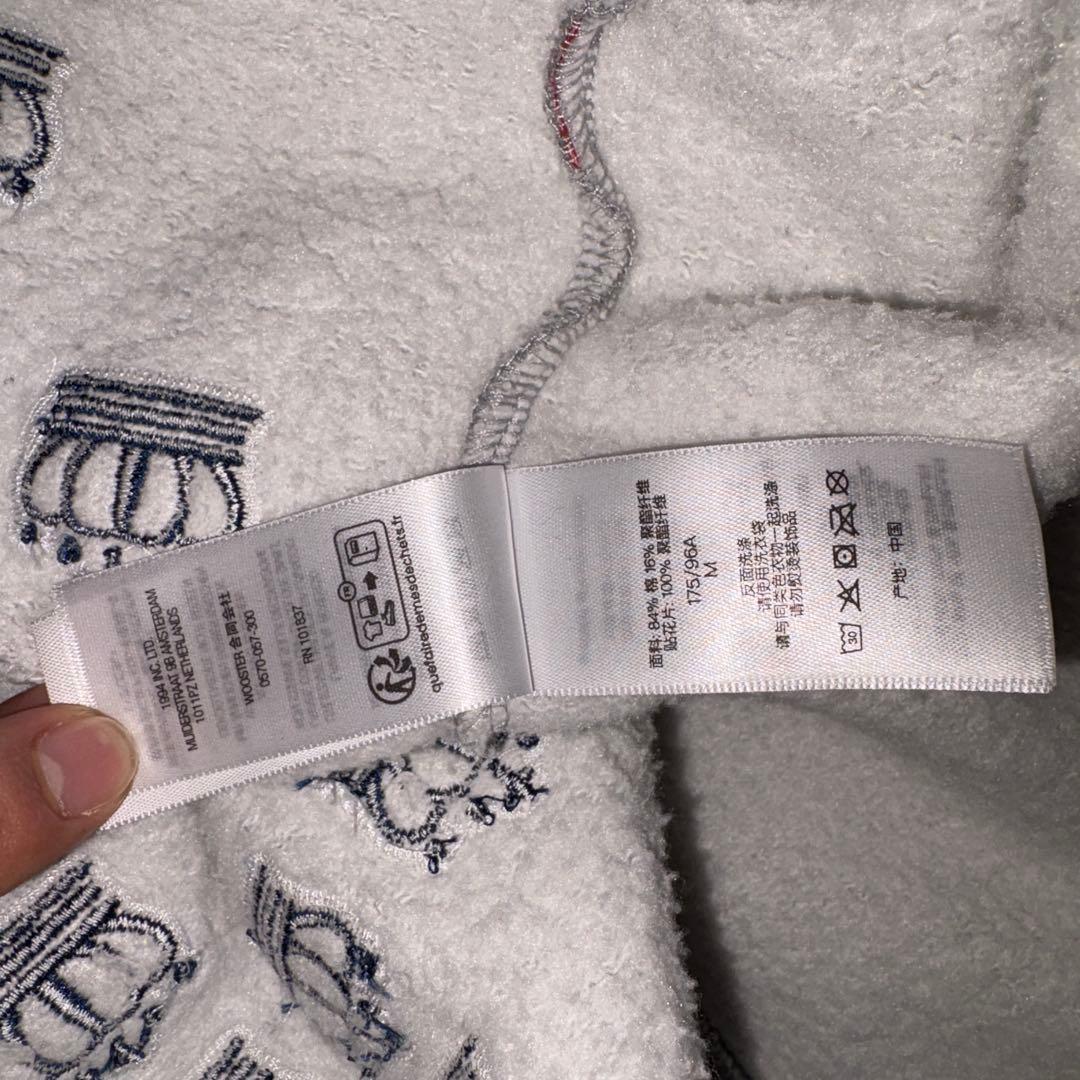 1994 INC. LTD.
MUIDERSTRAAT 9B AMSTERDAM
1011PZ NETHERLANDS
WOOSTER 合同会社
0570-057-300
RN 101837
FR
quefairedemesdechets.fr
面料: 84% 棉 16% 聚酯纤维
贴花片: 100% 聚酯纤维
175/96A
M
反面洗涤
请使用洗衣袋
请与同类色衣物一起洗涤
请勿熨烫装饰品
30
产地: 中国